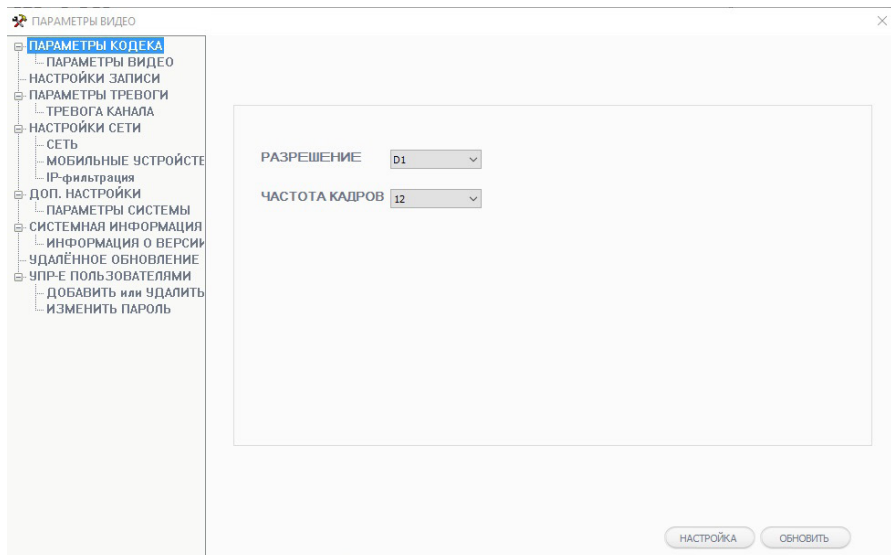 ПАРАМЕТРЫ ВИДЕО
ПАРАМЕТРЫ КОДЕКА
ПАРАМЕТРЫ ВИДЕО
НАСТРОЙКИ ЗАПИСИ
ПАРАМЕТРЫ ТРЕВОГИ
ТРЕВОГА КАНАЛА
НАСТРОЙКИ СЕТИ
СЕТЬ
МОБИЛЬНЫЕ УСТРОЙСТЕ
IP-фильтрация
ДОП. НАСТРОЙКИ
ПАРАМЕТРЫ СИСТЕМЫ
СИСТЕМНАЯ ИНФОРМАЦИЯ
ИНФОРМАЦИЯ О ВЕРСИИ
УДАЛЁННОЕ ОБНОВЛЕНИЕ
УПР-Е ПОЛЬЗОВАТЕЛЯМИ
ДОБАВИТЬ или УДАЛИТЬ
ИЗМЕНИТЬ ПАРОЛЬ
РАЗРЕШЕНИЕ D1
ЧАСТОТА КАДРОВ 12
НАСТРОЙКА ОБНОВИТЬ